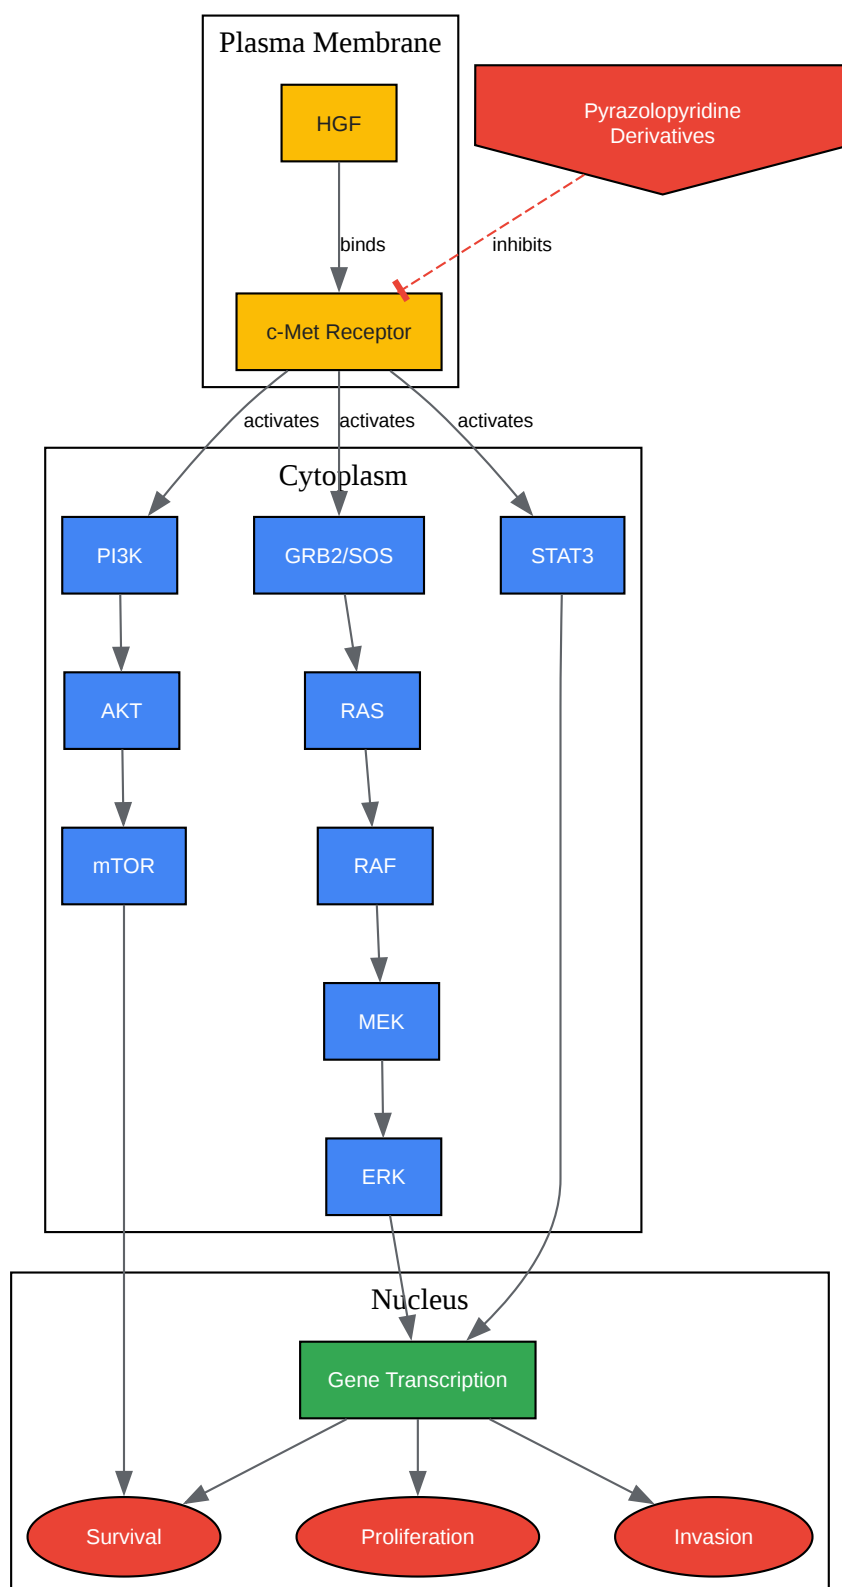 Plasma Membrane
HGF
Pyrazolopyridine
Derivatives
binds
inhibits
c-Met Receptor
activates
activates
activates
Cytoplasm
PI3K
GRB2/SOS
STAT3
AKT
RAS
mTOR
RAF
MEK
ERK
Nucleus
Gene Transcription
Survival
Proliferation
Invasion